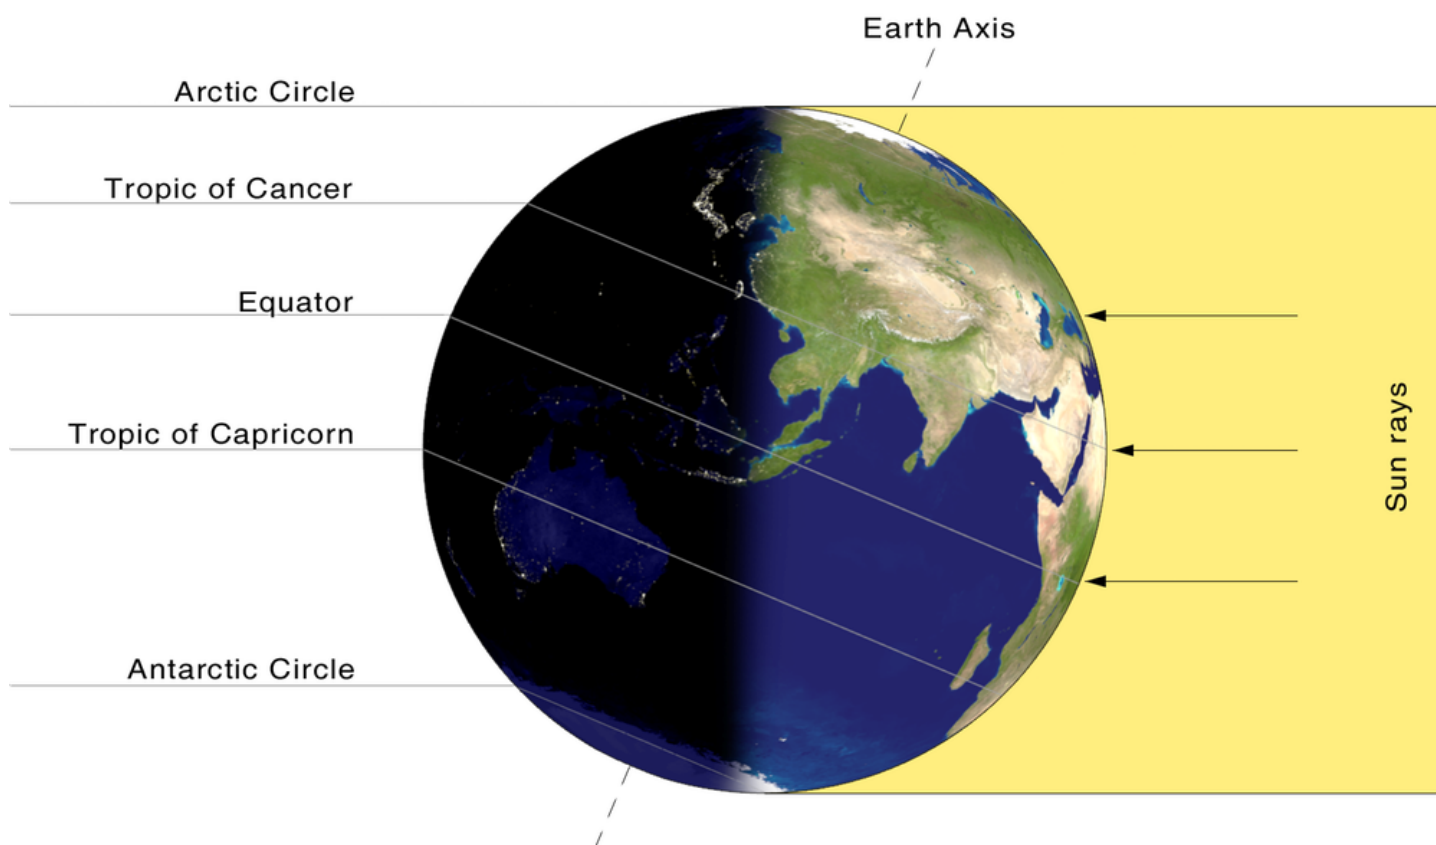 Earth Axis
Arctic Circle
Tropic of Cancer
Equator
Tropic of Capricorn
Antarctic Circle
Sun rays